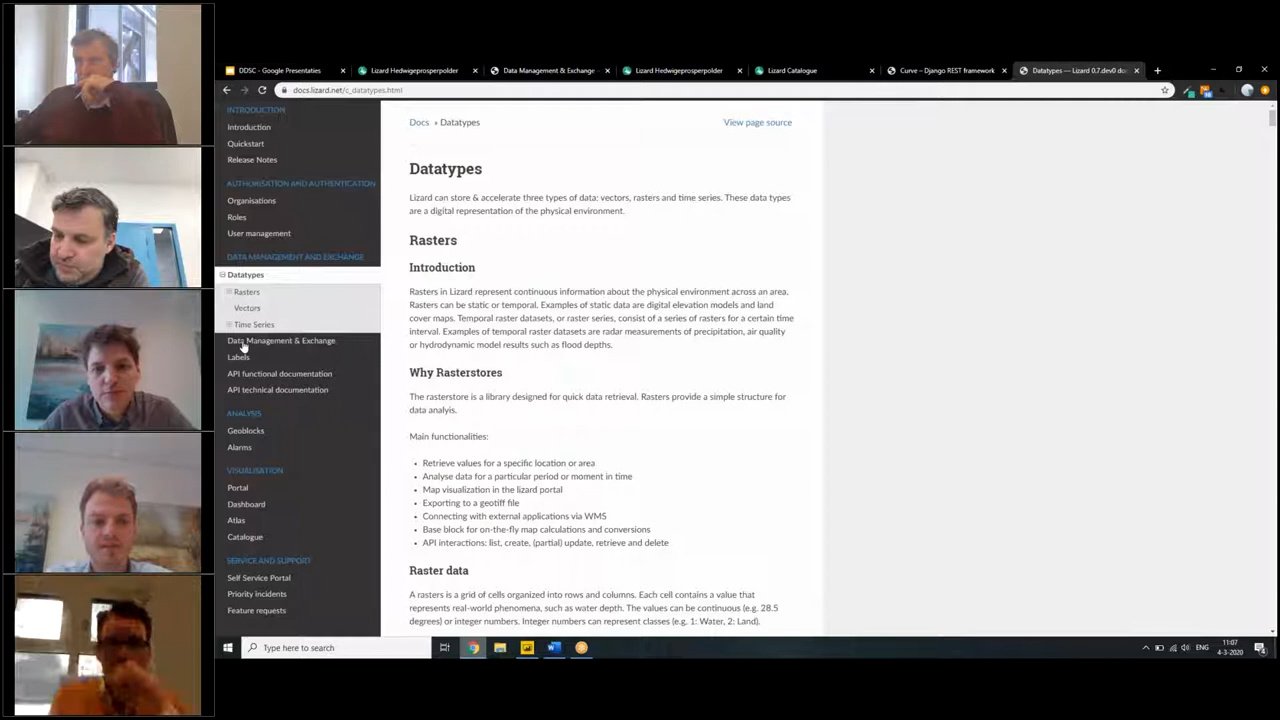 DDSC - Google Presentaties
Lizard Hedwigeprosperpolder
Data Management & Exchange
Lizard Hedwigeprosperpolder
Lizard Catalogue
Curve – Django REST framework
Datatypes — Lizard 0.7.dev0 do
docs.lizard.net/c_datatypes.html
INTRODUCTION
Introduction
Quickstart
Release Notes
AUTHORISATION AND AUTHENTICATION
Organisations
Roles
User management
DATA MANAGEMENT AND EXCHANGE
Datatypes
Rasters
Vectors
Time Series
Data Management & Exchange
Labels
API functional documentation
API technical documentation
ANALYSIS
Geoblocks
Alarms
VISUALISATION
Portal
Dashboard
Atlas
Catalogue
SERVICE AND SUPPORT
Self Service Portal
Priority incidents
Feature requests
Docs » Datatypes
View page source
Datatypes
Lizard can store & accelerate three types of data: vectors, rasters and time series. These data types
are a digital representation of the physical environment.
Rasters
Introduction
Rasters in Lizard represent continuous information about the physical environment across an area.
Rasters can be static or temporal. Examples of static data are digital elevation models and land
cover maps. Temporal raster datasets, or raster series, consist of a series of rasters for a certain time
interval. Examples of temporal raster datasets are radar measurements of precipitation, air quality
or hydrodynamic model results such as flood depths.
Why Rasterstores
The rasterstore is a library designed for quick data retrieval. Rasters provide a simple structure for
data analyis.
Main functionalities:
• Retrieve values for a specific location or area
• Analyse data for a particular period or moment in time
• Map visualization in the lizard portal
• Exporting to a geotiff file
• Connecting with external applications via WMS
• Base block for on-the-fly map calculations and conversions
• API interactions: list, create, (partial) update, retrieve and delete
Raster data
A rasters is a grid of cells organized into rows and columns. Each cell contains a value that
represents real-world phenomena, such as water depth. The values can be continuous (e.g. 28.5
degrees) or integer numbers. Integer numbers can represent classes (e.g. 1: Water, 2: Land).
Type here to search
ENG
11:07
4-3-2020